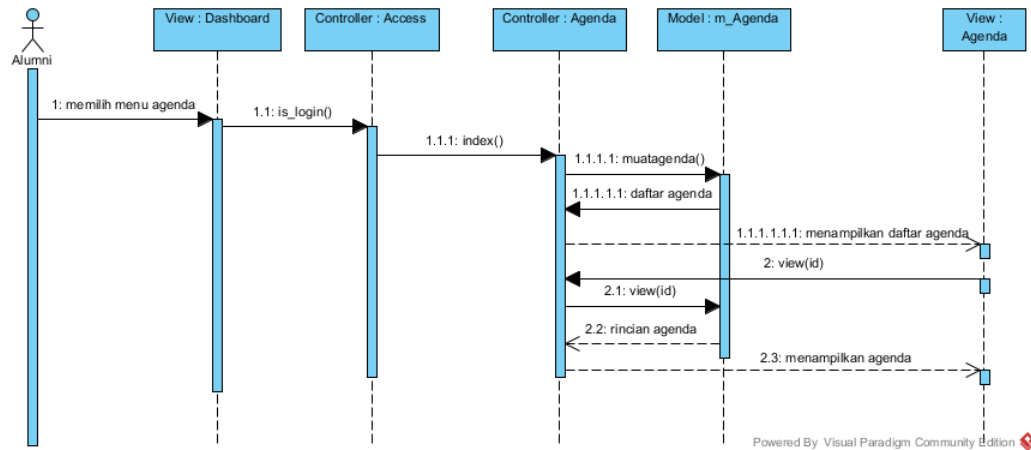 View : Dashboard
Controller : Access
Controller : Agenda
Model : m_Agenda
View :
Agenda
Alumni
1: memilih menu agenda
1.1: is_login()
1.1.1: index()
1.1.1.1: muatagenda()
1.1.1.1.1: daftar agenda
1.1.1.1.1.1: menampilkan daftar agenda
2: view(id)
2.1: view(id)
2.2: rincian agenda
2.3: menampilkan agenda
Powered By Visual Paradigm Community Edition